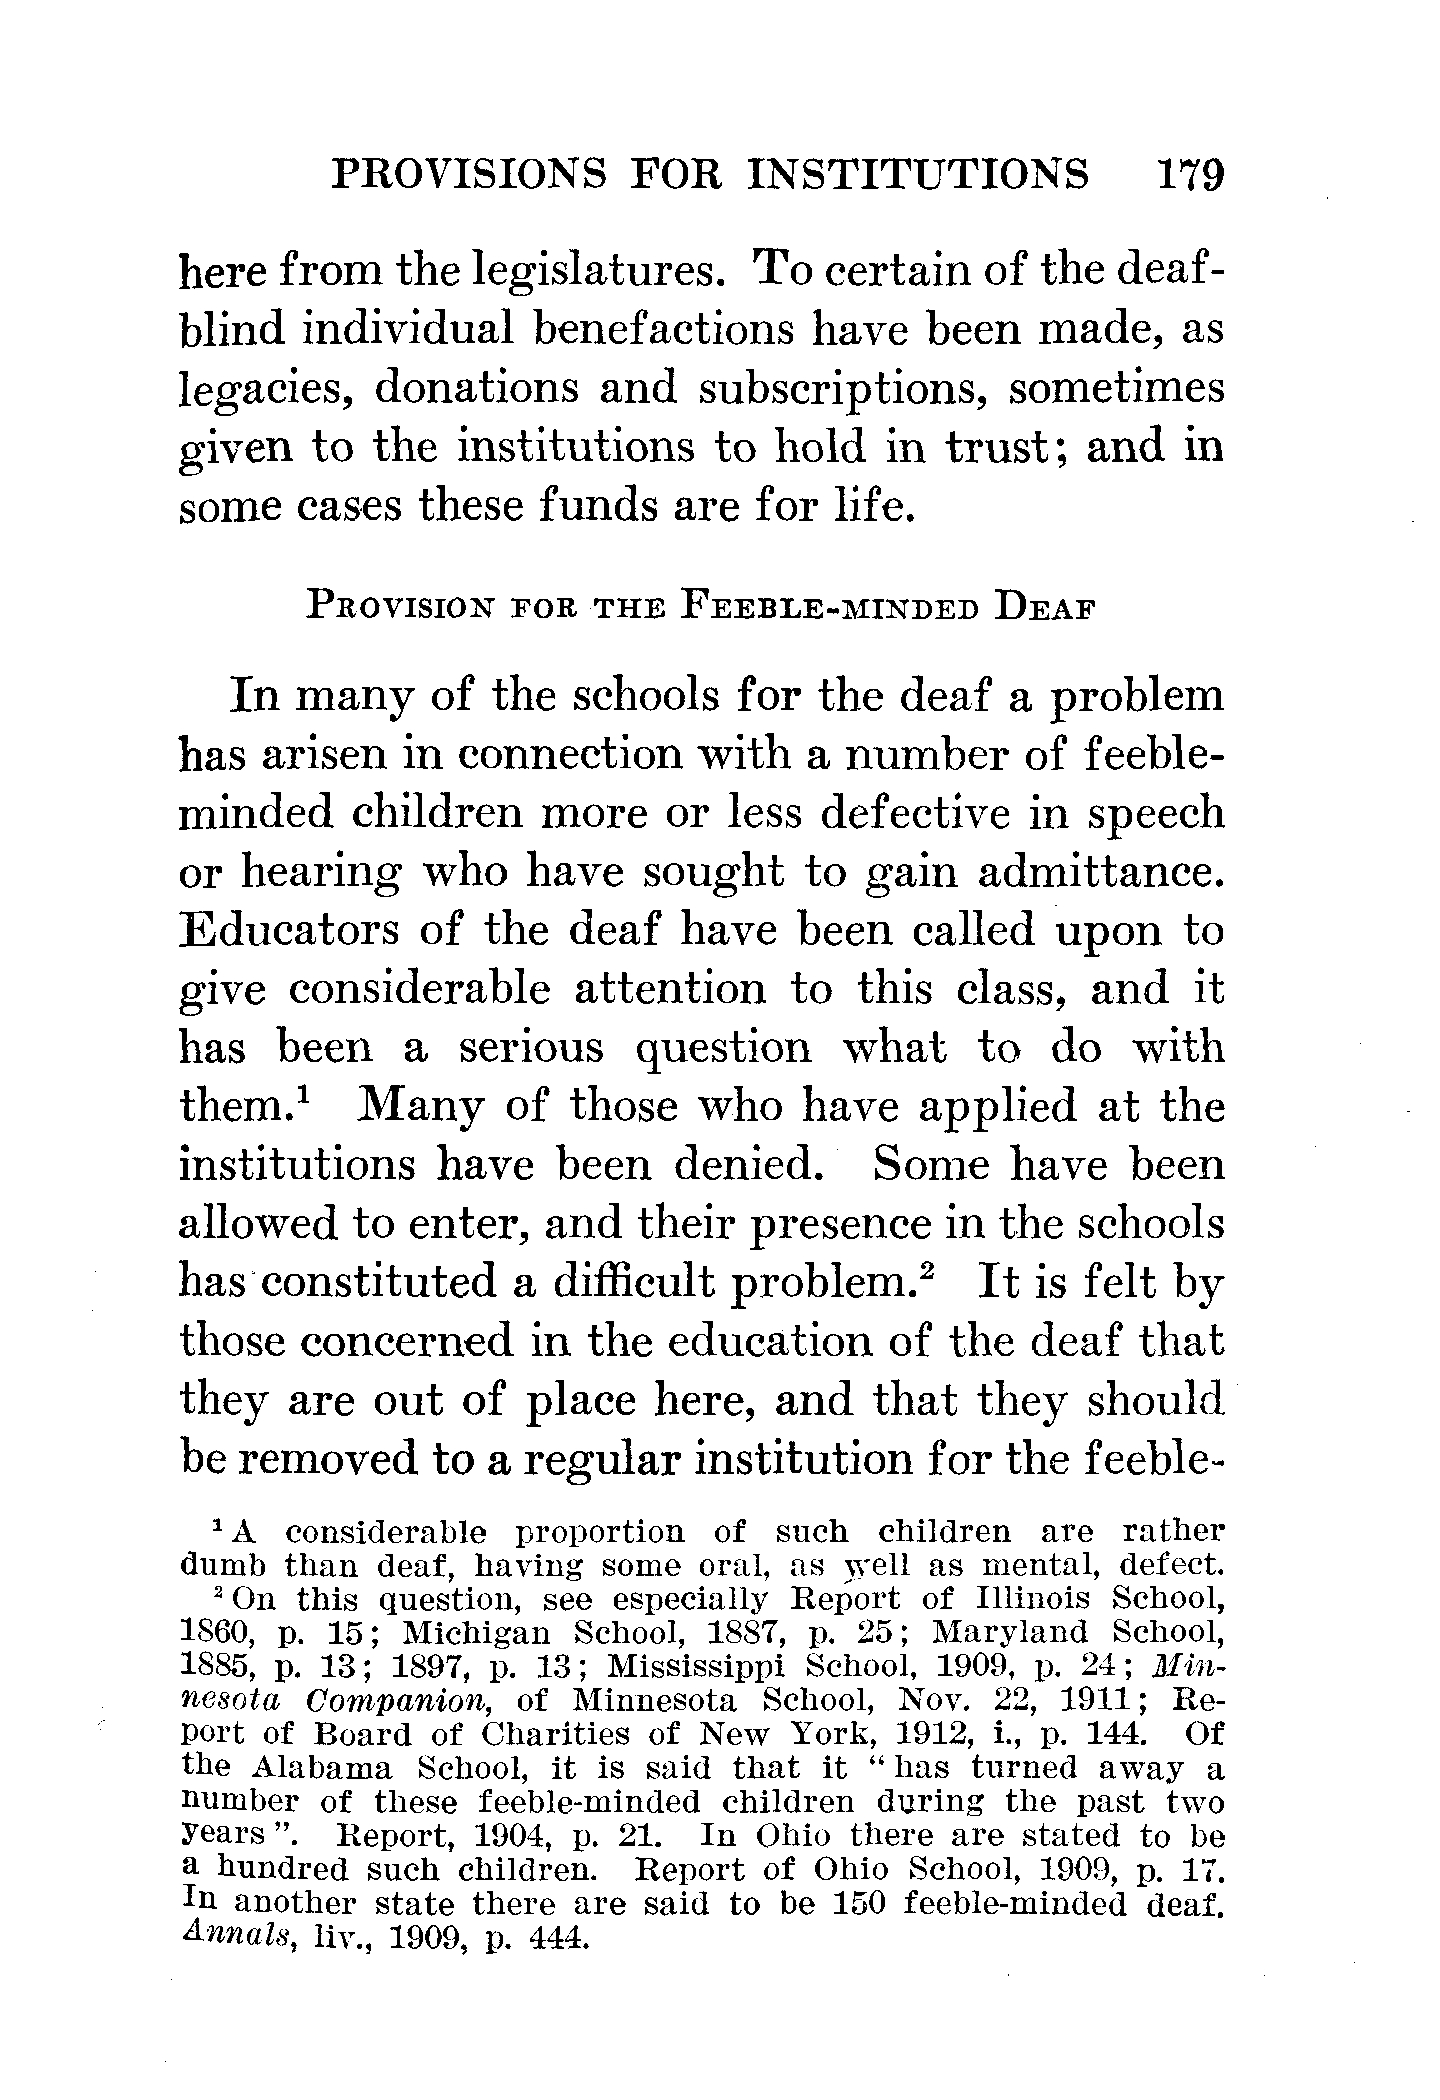 PROVISIONS FOR INSTITUTIONS 179
here from the legislatures. To certain of the deaf-
blind individual benefactions have been made, as
legacies, donations and subscriptions, sometimes
given to the institutions to hold in trust; and in
some cases these funds are for life.
Provision for the Feeble-minded Deaf
In many of the schools for the deaf a problem
has arisen in connection with a number of feeble-
minded children more or less defective in speech
or hearing who have sought to gain admittance.
Educators of the deaf have been called upon to
give considerable attention to this class, and it
has been a serious question what to do with
them.¹ Many of those who have applied at the
institutions have been denied. Some have been
allowed to enter, and their presence in the schools
has constituted a difficult problem.² It is felt by
those concerned in the education of the deaf that
they are out of place here, and that they should
be removed to a regular institution for the feeble-
¹ A considerable proportion of such children are rather
dumb than deaf, having some oral, as well as mental, defect.
² On this question, see especially Report of Illinois School,
1860, p. 15; Michigan School, 1887, p. 25; Maryland School,
1885, p. 13; 1897, p. 13; Mississippi School, 1909, p. 24; Min-
nesota Companion, of Minnesota School, Nov. 22, 1911; Re-
port of Board of Charities of New York, 1912, i., p. 144. Of
the Alabama School, it is said that it "has turned away a
number of these feeble-minded children during the past two
years". Report, 1904, p. 21. In Ohio there are stated to be
a hundred such children. Report of Ohio School, 1909, p. 17.
In another state there are said to be 150 feeble-minded deaf.
Annals, liv., 1909, p. 444.